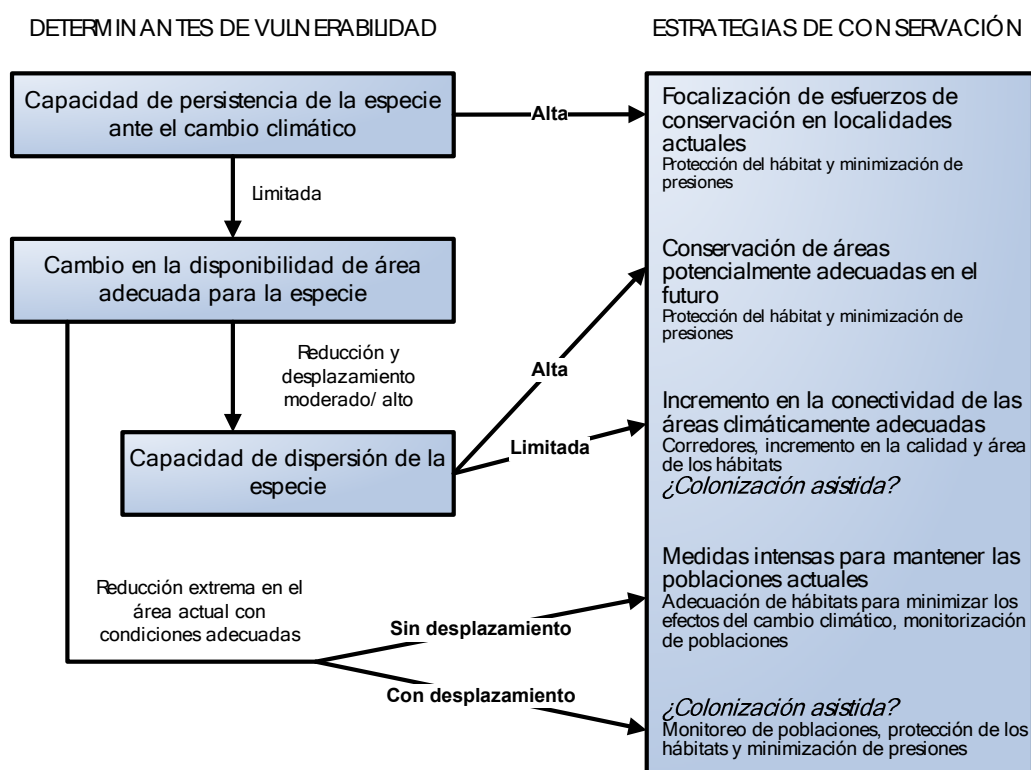 DETERMINANTES DE VULNERABILIDAD
ESTRATEGIAS DE CONSERVACIÓN
Capacidad de persistencia de la especie
ante el cambio climático
Alta
Limitada
Cambio en la disponibilidad de área
adecuada para la especie
Reducción y
desplazamiento
moderado/ alto
Capacidad de dispersión de la
especie
Alta
Limitada
Reducción extrema en el
área actual con
condiciones adecuadas
Sin desplazamiento
Con desplazamiento
Focalización de esfuerzos de
conservación en localidades
actuales
Protección del hábitat y minimización de
presiones
Conservación de áreas
potencialmente adecuadas en el
futuro
Protección del hábitat y minimización de
presiones
Incremento en la conectividad de las
áreas climáticamente adecuadas
Corredores, incremento en la calidad y área
de los hábitats
¿Colonización asistida?
Medidas intensas para mantener las
poblaciones actuales
Adecuación de hábitats para minimizar los
efectos del cambio climático, monitorización
de poblaciones
¿Colonización asistida?
Monitoreo de poblaciones, protección de los
hábitats y minimización de presiones